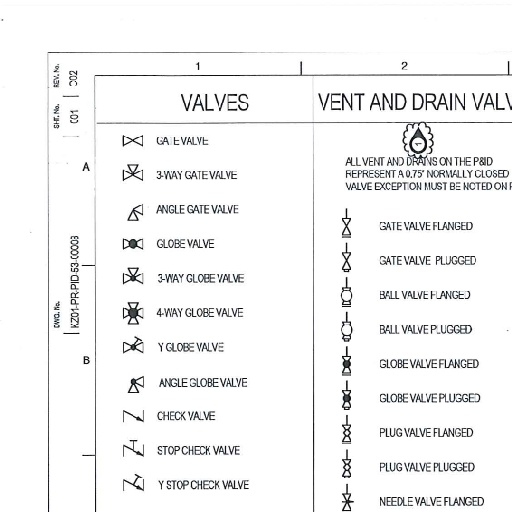 1
2
REV. No.
002
SHT. No.
001
DWG. No.
KZ01-PR-PID-53-00003
A
B
VALVES
GATE VALVE
3-WAY GATE VALVE
ANGLE GATE VALVE
GLOBE VALVE
3-WAY GLOBE VALVE
4-WAY GLOBE VALVE
Y GLOBE VALVE
ANGLE GLOBE VALVE
CHECK VALVE
STOP CHECK VALVE
Y STOP CHECK VALVE
VENT AND DRAIN VALV
ALL VENT AND DRAINS ON THE P&ID
REPRESENT A 0.75" NORMALLY CLOSED
VALVE EXCEPTION MUST BE NOTED ON P
GATE VALVE FLANGED
GATE VALVE PLUGGED
BALL VALVE FLANGED
BALL VALVE PLUGGED
GLOBE VALVE FLANGED
GLOBE VALVE PLUGGED
PLUG VALVE FLANGED
PLUG VALVE PLUGGED
NEEDLE VALVE FLANGED